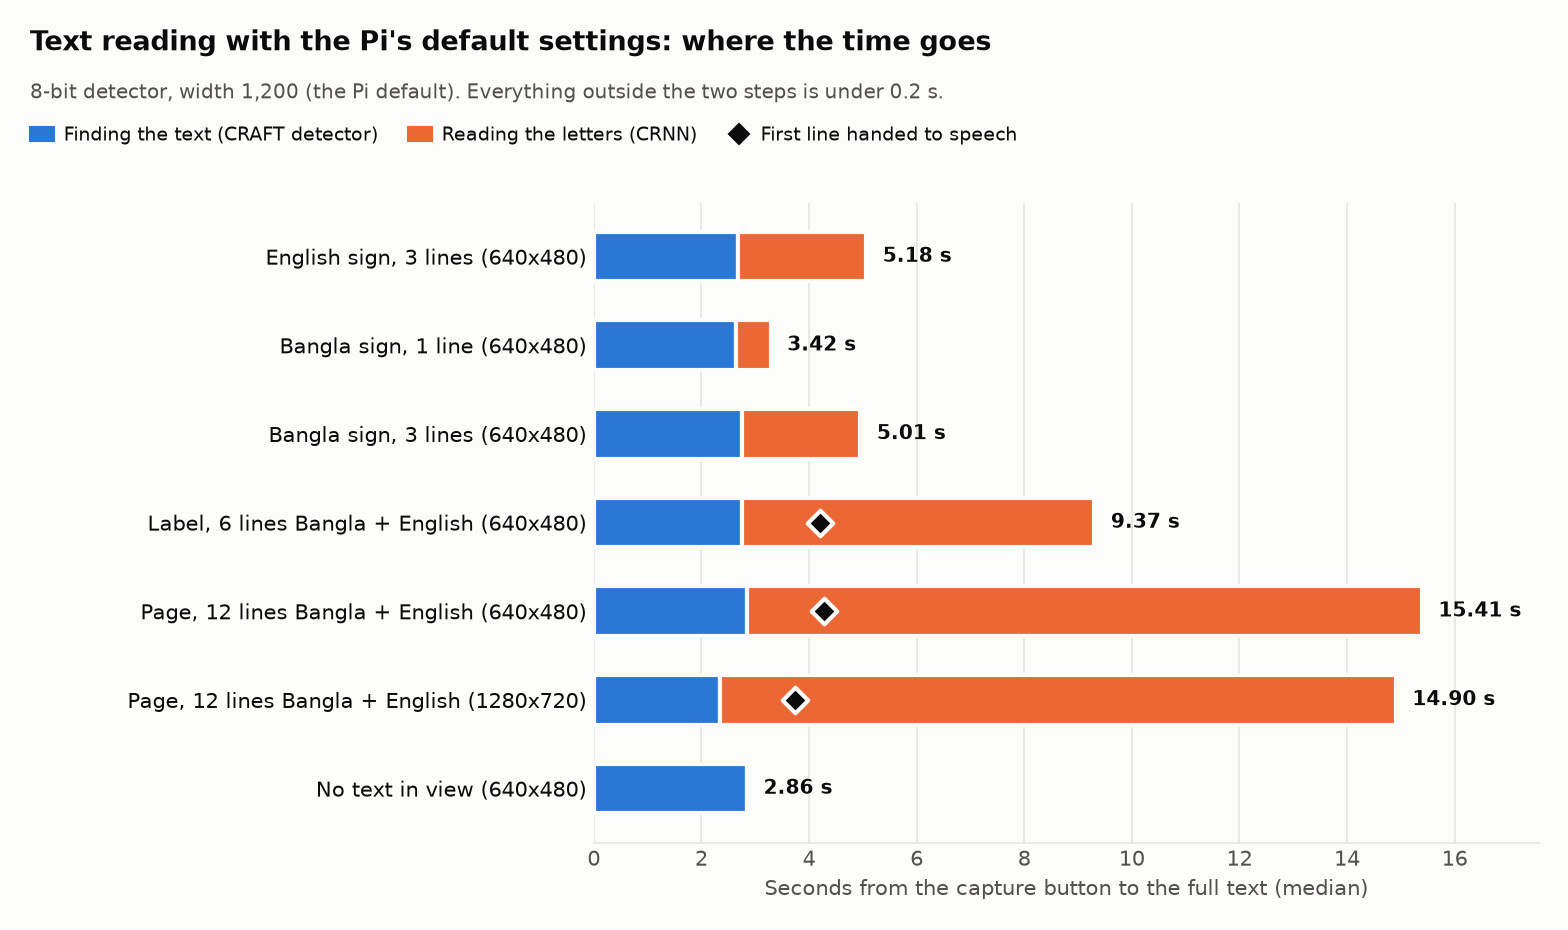 Text reading with the Pi's default settings: where the time goes
8-bit detector, width 1,200 (the Pi default). Everything outside the two steps is under 0.2 s.
Finding the text (CRAFT detector) Reading the letters (CRNN) First line handed to speech
English sign, 3 lines (640x480) 5.18 s
Bangla sign, 1 line (640x480) 3.42 s
Bangla sign, 3 lines (640x480) 5.01 s
Label, 6 lines Bangla + English (640x480) 9.37 s
Page, 12 lines Bangla + English (640x480) 15.41 s
Page, 12 lines Bangla + English (1280x720) 14.90 s
No text in view (640x480) 2.86 s
0 2 4 6 8 10 12 14 16
Seconds from the capture button to the full text (median)